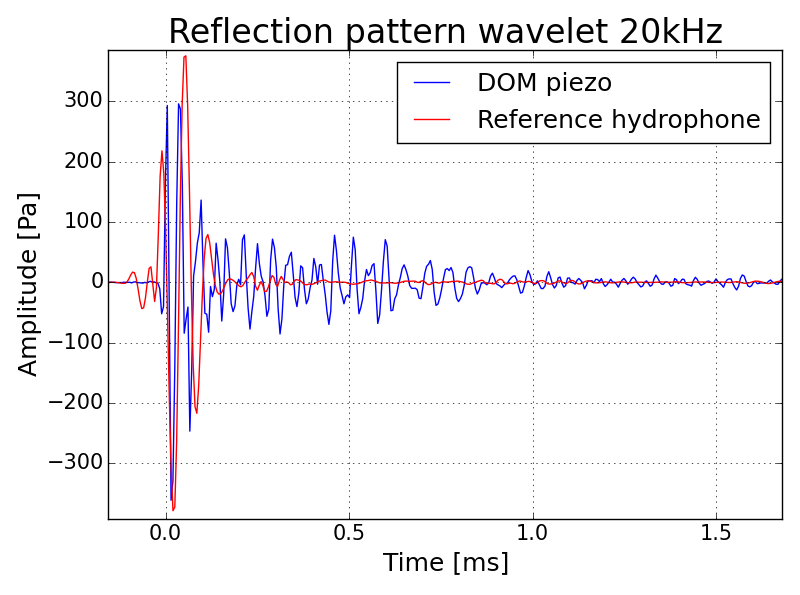 Reflection pattern wavelet 20kHz
DOM piezo
Reference hydrophone
300
200
100
0
−100
−200
−300
Amplitude [Pa]
0.0 0.5 1.0 1.5
Time [ms]